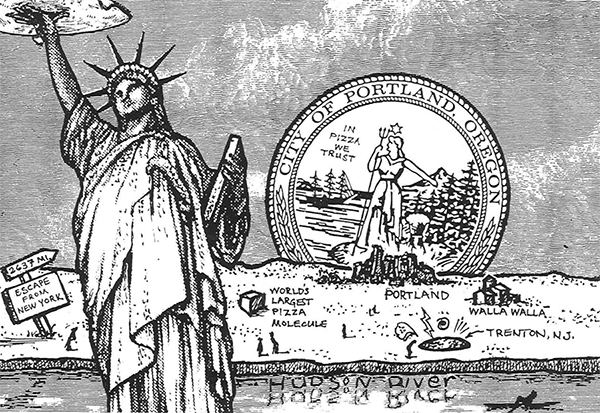 CITY OF PORTLAND, OREGON
IN
PIZZA
WE
TRUST
2637 MI.
ESCAPE
FROM
NEW YORK
WORLDS
LARGEST
PIZZA
MOLECULE
PORTLAND
WALLA WALLA
TRENTON, N.J.
Hudson River